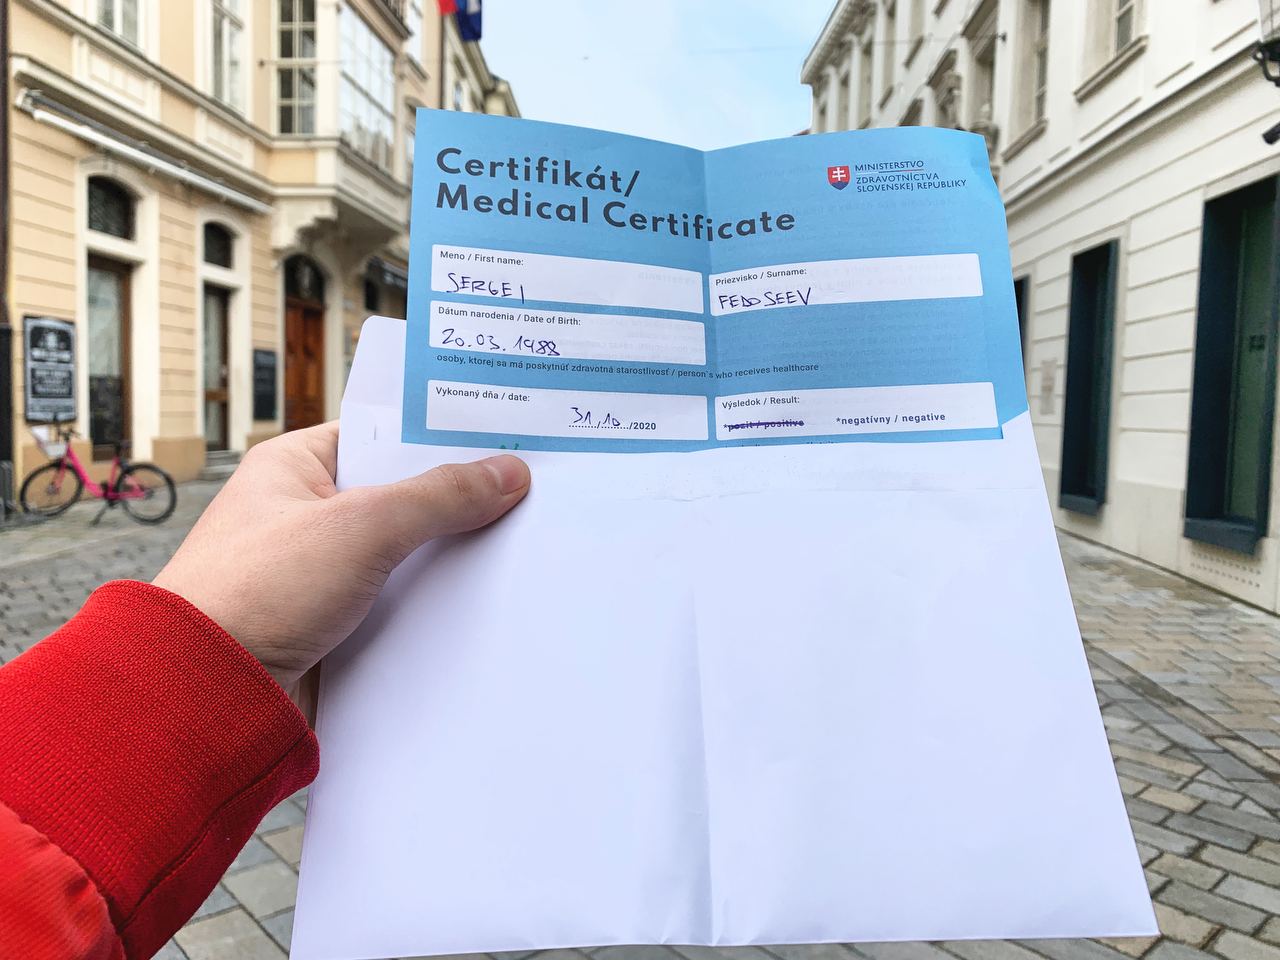 Certifikát/
Medical Certificate
MINISTERSTVO
ZDRAVOTNÍCTVA
SLOVENSKEJ REPUBLIKY
Meno / First name:
SERGEI
Priezvisko / Surname:
FEDOSEEV
Dátum narodenia / Date of Birth:
20.03.1988
osoby, ktorej sa má poskytnúť zdravotná starostlivosť / person`s who receives healthcare
Vykonaný dňa / date:
31.10./2020
Výsledok / Result:
*pozit / positive *negatívny / negative